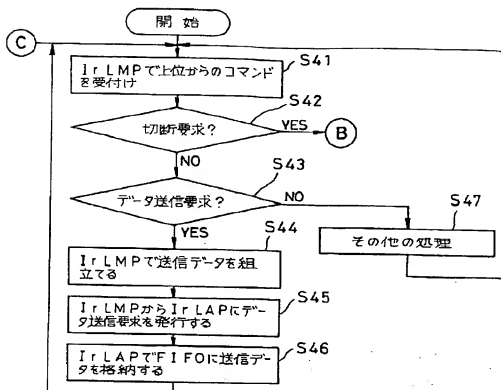 開始
C
S41
IrLMPで上位からのコマンド
を受付け
S42
切断要求?
YES
B
NO
S43
データ送信要求?
NO
YES
S47
その他の処理
S44
IrLMPで送信データを組
立てる
S45
IrLMPからIrLAPにデー
タ送信要求を発行する
S46
IrLAPでFIFOに送信デー
タを格納する